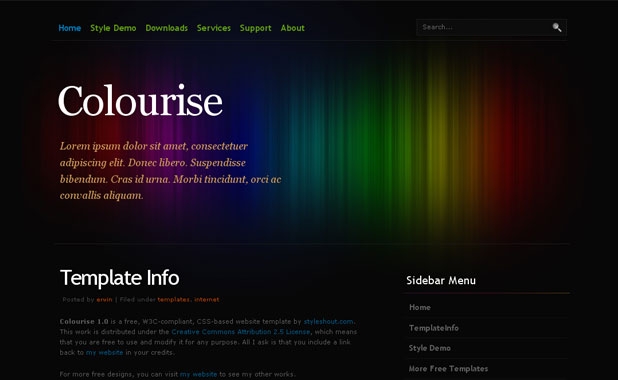 Home Style Demo Downloads Services Support About
Search...
Colourise
Lorem ipsum dolor sit amet, consectetuer
adipiscing elit. Donec libero. Suspendisse
bibendum. Cras id urna. Morbi tincidunt, orci ac
convallis aliquam.
Template Info
Posted by erwin | Filed under templates, internet
Colourise 1.0 is a free, W3C-compliant, CSS-based website template by styleshout.com.
This work is distributed under the Creative Commons Attribution 2.5 License, which means
that you are free to use and modify it for any purpose. All I ask is that you include a link
back to my website in your credits.
For more free designs, you can visit my website to see my other works.
Sidebar Menu
Home
TemplateInfo
Style Demo
More Free Templates